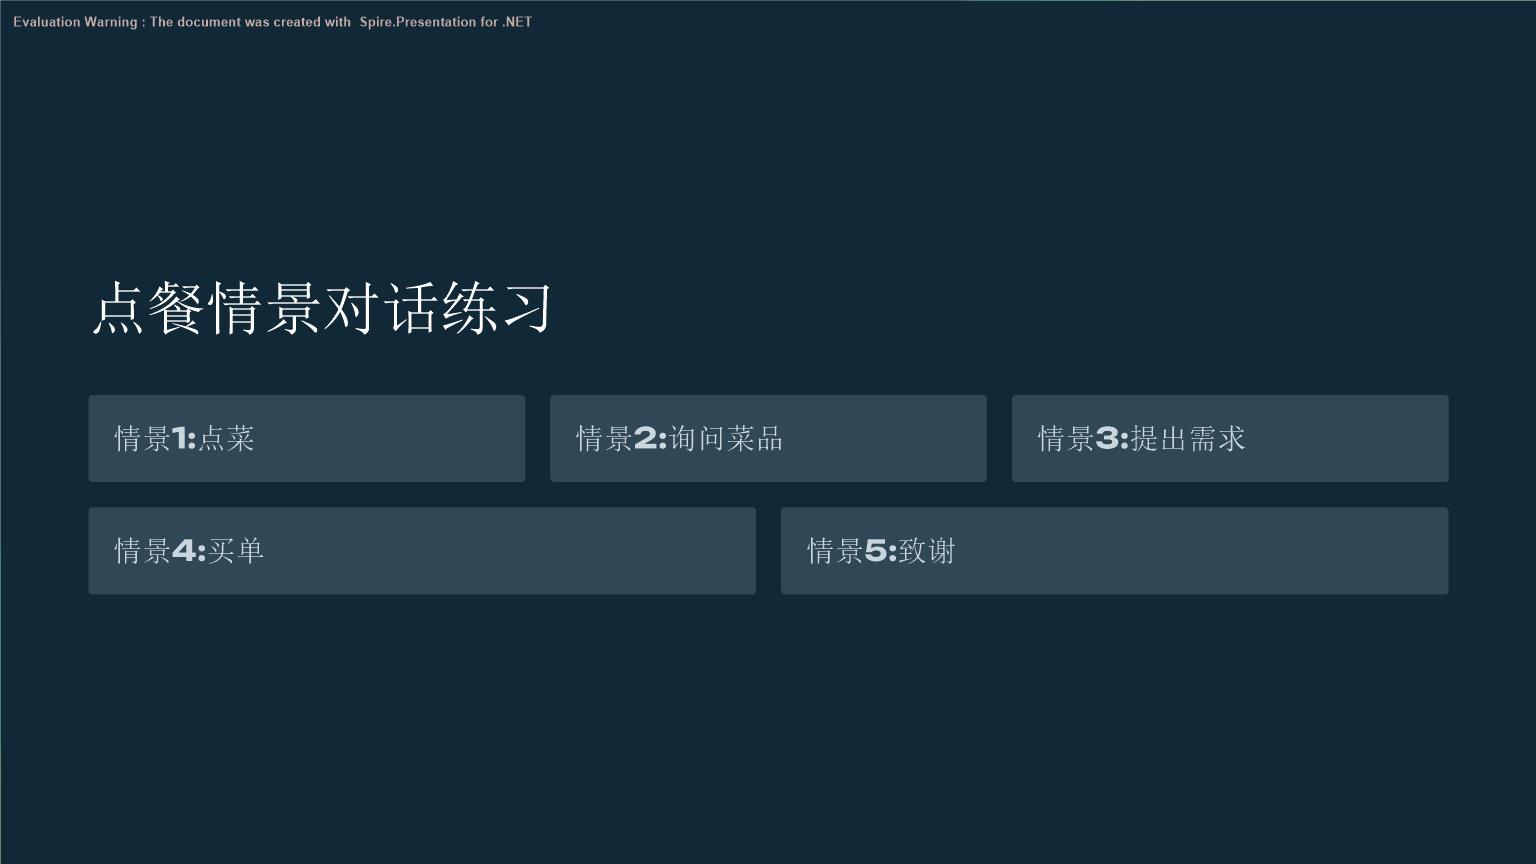 Evaluation Warning : The document was created with  Spire.Presentation for .NET
点餐情景对话练习
情景1:点菜
情景2:询问菜品
情景3:提出需求
情景4:买单
情景5:致谢